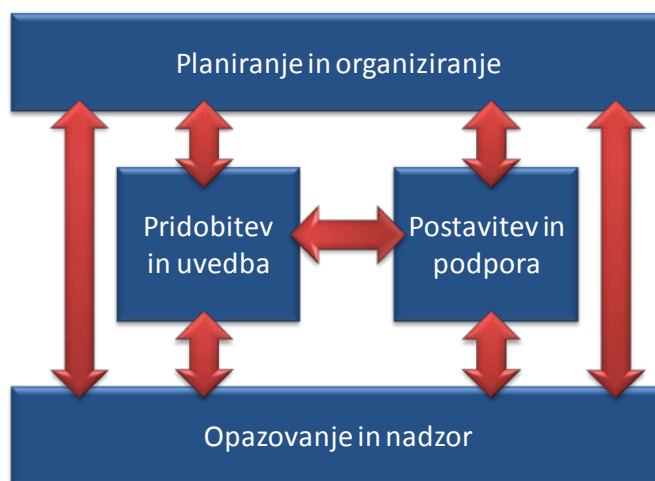 Planiranje in organiziranje
Pridobitev
in uvedba
Postavitev in
podpora
Opazovanje in nadzor